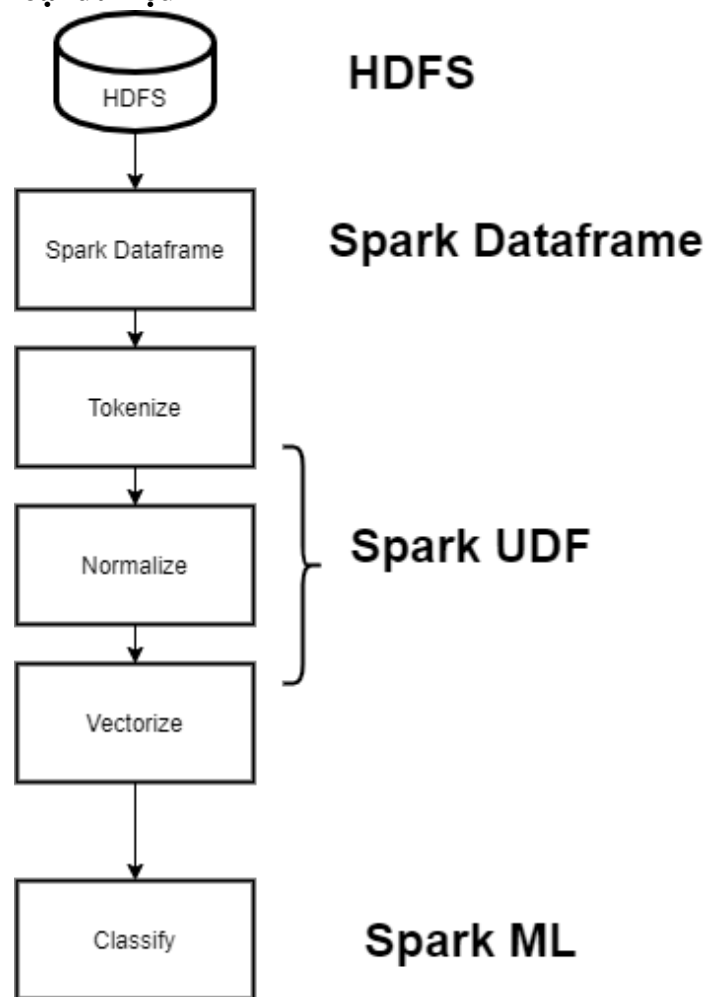 HDFS
HDFS
Spark Dataframe
Spark Dataframe
Tokenize
Normalize
Spark UDF
Vectorize
Classify
Spark ML